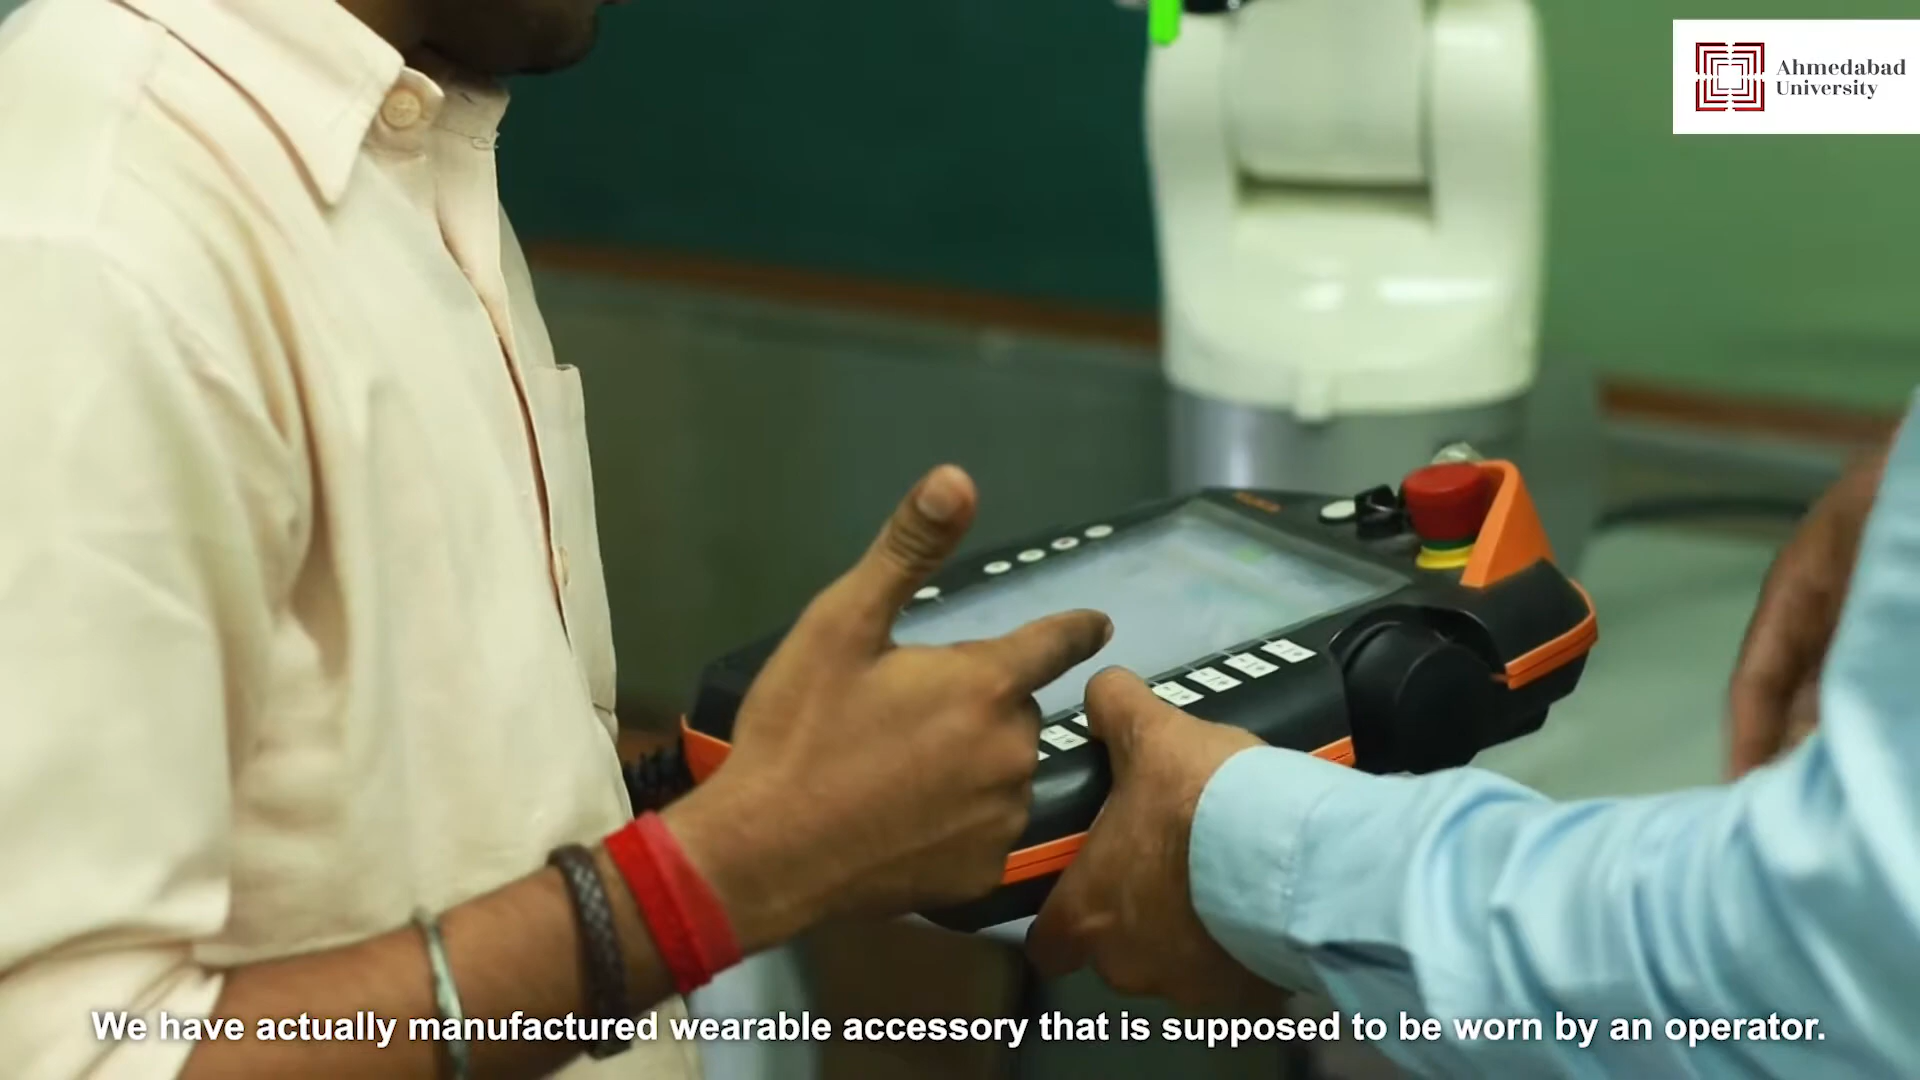 Ahmedabad
University
We have actually manufactured wearable accessory that is supposed to be worn by an operator.